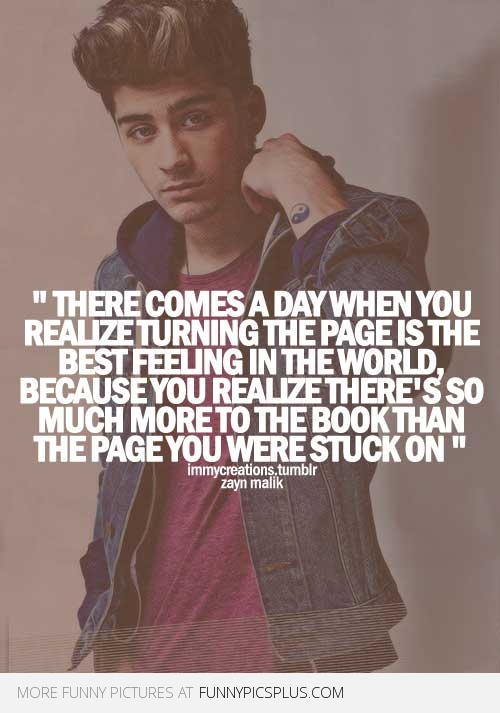 " THERE COMES A DAY WHEN YOU
REALIZE TURNING THE PAGE IS THE
BEST FEELING IN THE WORLD,
BECAUSE YOU REALIZE THERE'S SO
MUCH MORE TO THE BOOK THAN
THE PAGE YOU WERE STUCK ON "
immycreations.tumblr
zayn malik
MORE FUNNY PICTURES AT FUNNYPICSPLUS.COM